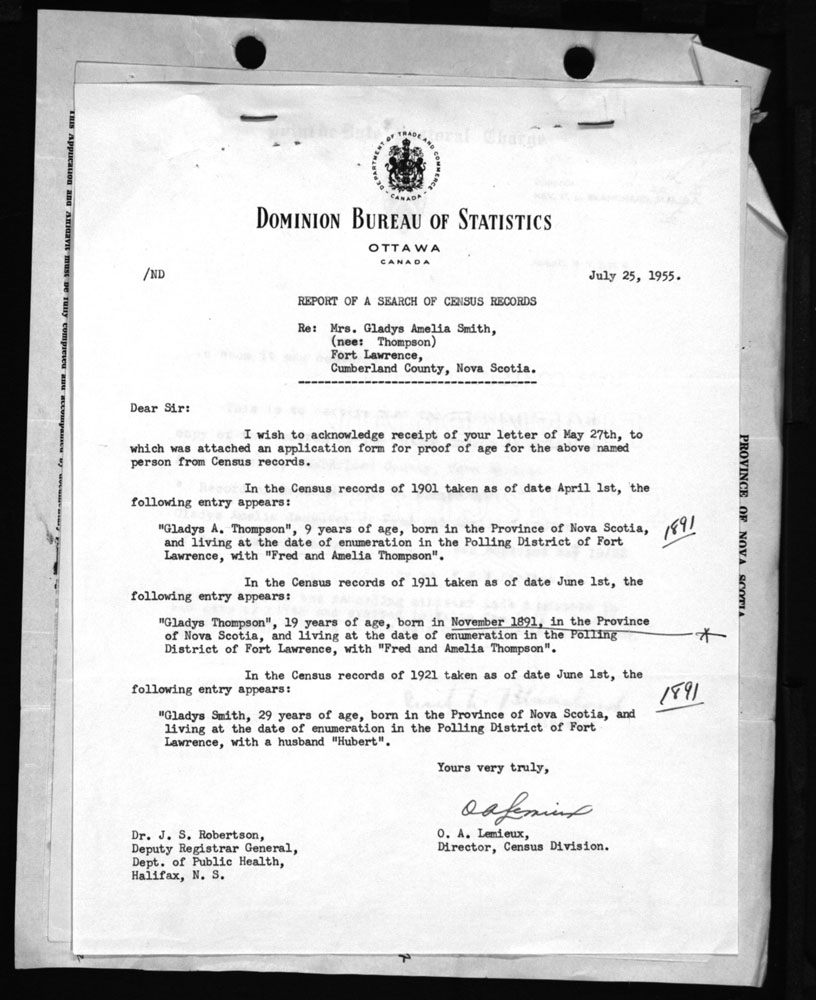 DEPARTMENT OF TRADE AND COMMERCE
CANADA
DOMINION BUREAU OF STATISTICS
OTTAWA
CANADA
/ND
July 25, 1955.
REPORT OF A SEARCH OF CENSUS RECORDS
Re: Mrs. Gladys Amelia Smith,
(nee: Thompson)
Fort Lawrence,
Cumberland County, Nova Scotia.
Dear Sir:
I wish to acknowledge receipt of your letter of May 27th, to
which was attached an application form for proof of age for the above named
person from Census records.
In the Census records of 1901 taken as of date April 1st, the
following entry appears:
"Gladys A. Thompson", 9 years of age, born in the Province of Nova Scotia,
and living at the date of enumeration in the Polling District of Fort
Lawrence, with "Fred and Amelia Thompson".
1891
In the Census records of 1911 taken as of date June 1st, the
following entry appears:
"Gladys Thompson", 19 years of age, born in November 1891, in the Province
of Nova Scotia, and living at the date of enumeration in the Polling
District of Fort Lawrence, with "Fred and Amelia Thompson".
In the Census records of 1921 taken as of date June 1st, the
following entry appears:
1891
"Gladys Smith, 29 years of age, born in the Province of Nova Scotia, and
living at the date of enumeration in the Polling District of Fort
Lawrence, with a husband "Hubert".
Yours very truly,
O A Lemieux
O. A. Lemieux,
Director, Census Division.
Dr. J. S. Robertson,
Deputy Registrar General,
Dept. of Public Health,
Halifax, N. S.
PROVINCE OF NOVA SCOTIA
This Application and Affidavit must be fully completed and accompanied by